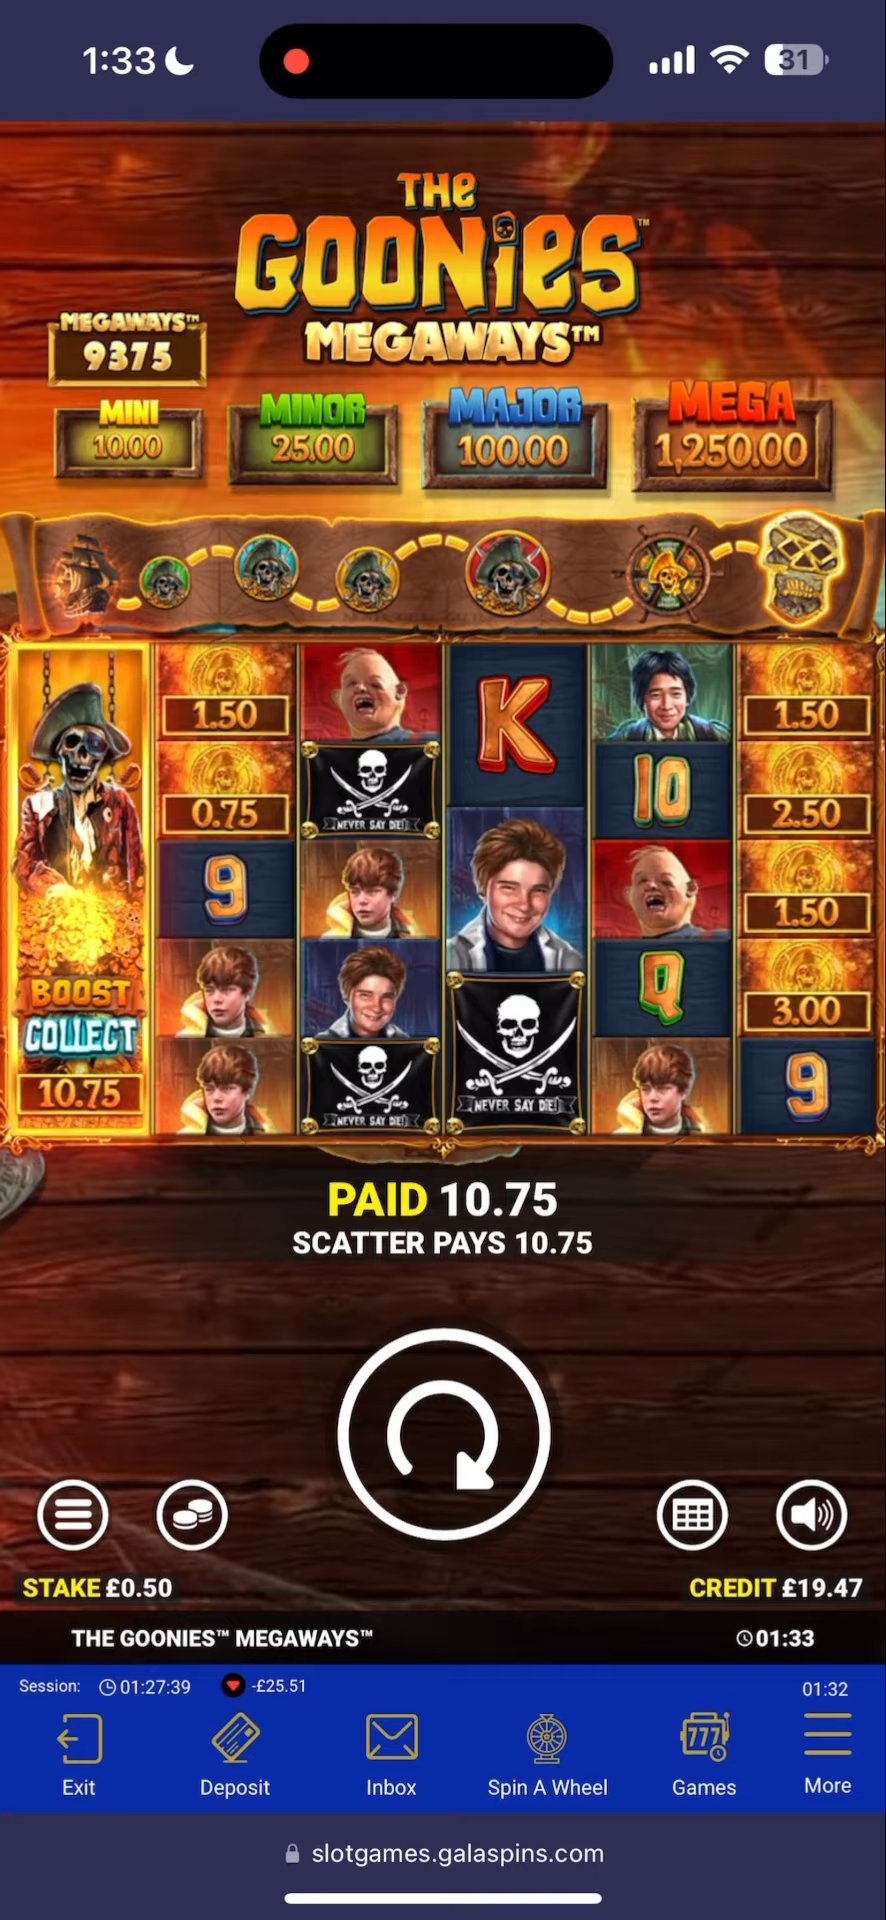 1:33
31
THE
GOONIES™
MEGAWAYS™
MEGAWAYS™
9375
MINI
10.00
MINOR
25.00
MAJOR
100.00
MEGA
1,250.00
1.50
K
1.50
0.75
NEVER SAY DIE!
10
2.50
9
1.50
BOOST
COLLECT
10.75
Q
3.00
NEVER SAY DIE!
NEVER SAY DIE!
9
PAID 10.75
SCATTER PAYS 10.75
STAKE £0.50
CREDIT £19.47
THE GOONIES™ MEGAWAYS™
01:33
Session: 01:27:39 -£25.51
01:32
777
Exit
Deposit
Inbox
Spin A Wheel
Games
More
slotgames.galaspins.com